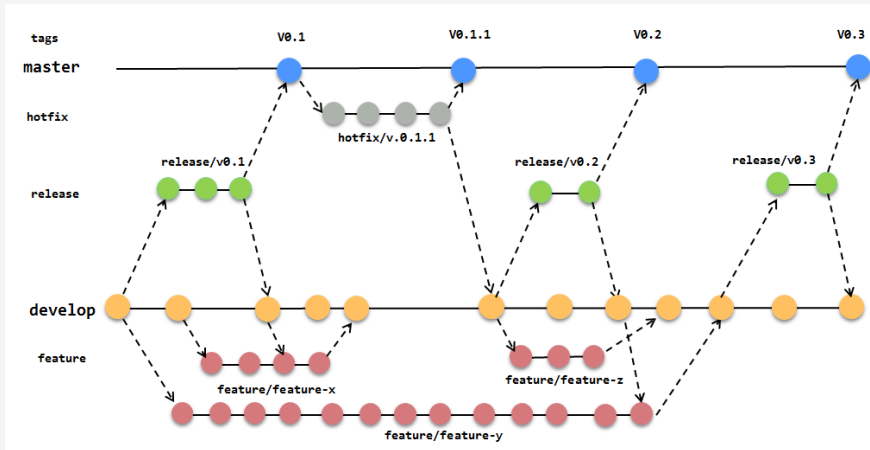 tags
V0.1
V0.1.1
V0.2
V0.3
master
hotfix
hotfix/v.0.1.1
release/v0.1
release/v0.2
release/v0.3
release
develop
feature
feature/feature-x
feature/feature-z
feature/feature-y